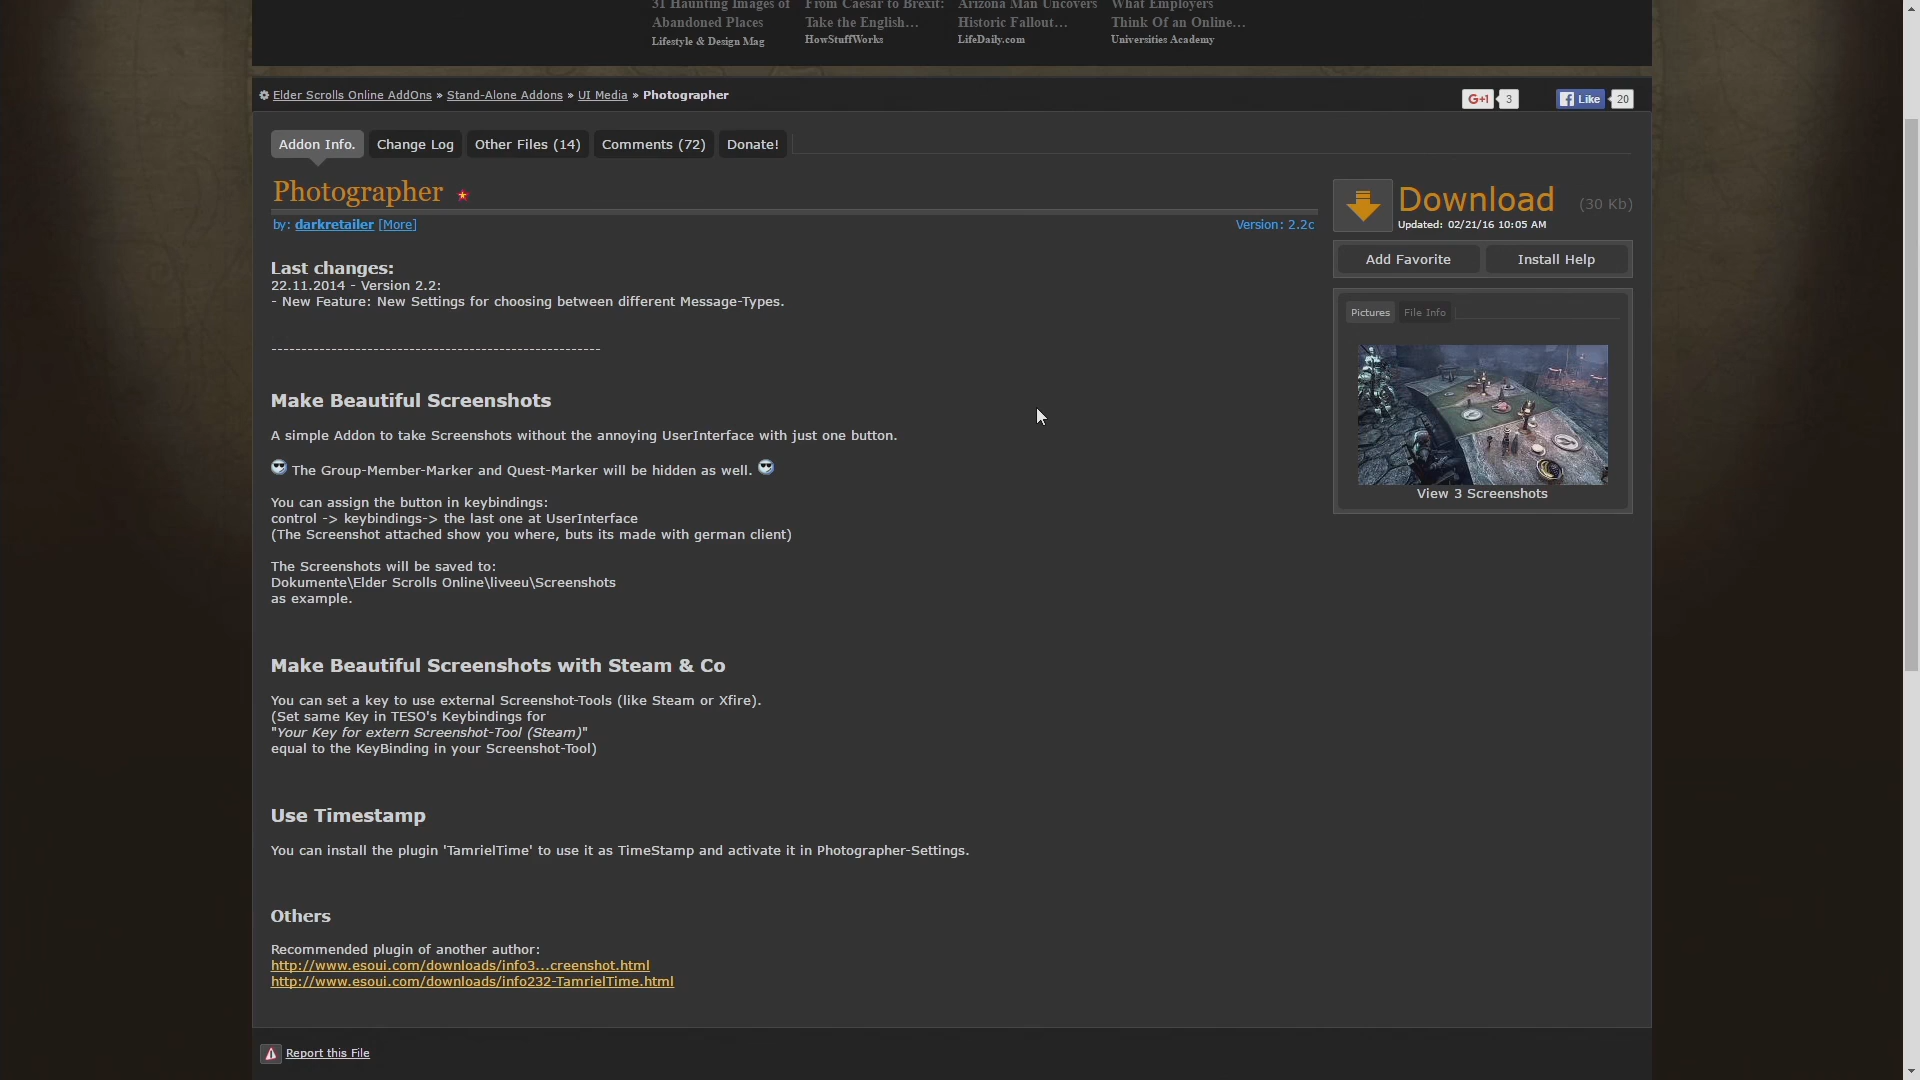 31 Haunting Images of Abandoned Places
Lifestyle & Design Mag
From Caesar to Brexit: Take the English...
HowStuffWorks
Arizona Man Uncovers Historic Fallout...
LifeDaily.com
What Employers Think Of an Online...
Universities Academy
Elder Scrolls Online AddOns » Stand-Alone Addons » UI Media » Photographer
G+1 3
Like 20
Addon Info. Change Log Other Files (14) Comments (72) Donate!
Photographer
by: darkretailer [More]
Version: 2.2c
Download (30 Kb)
Updated: 02/21/16 10:05 AM
Add Favorite Install Help
Pictures File Info
View 3 Screenshots
Last changes:
22.11.2014 - Version 2.2:
- New Feature: New Settings for choosing between different Message-Types.
-------------------------------------------------------
Make Beautiful Screenshots
A simple Addon to take Screenshots without the annoying UserInterface with just one button.
The Group-Member-Marker and Quest-Marker will be hidden as well.
You can assign the button in keybindings:
control -> keybindings-> the last one at UserInterface
(The Screenshot attached show you where, buts its made with german client)
The Screenshots will be saved to:
Dokumente\Elder Scrolls Online\liveeu\Screenshots
as example.
Make Beautiful Screenshots with Steam & Co
You can set a key to use external Screenshot-Tools (like Steam or Xfire).
(Set same Key in TESO's Keybindings for
"Your Key for extern Screenshot-Tool (Steam)"
equal to the KeyBinding in your Screenshot-Tool)
Use Timestamp
You can install the plugin 'TamrielTime' to use it as TimeStamp and activate it in Photographer-Settings.
Others
Recommended plugin of another author:
http://www.esoui.com/downloads/info3...creenshot.html
http://www.esoui.com/downloads/info232-TamrielTime.html
Report this File